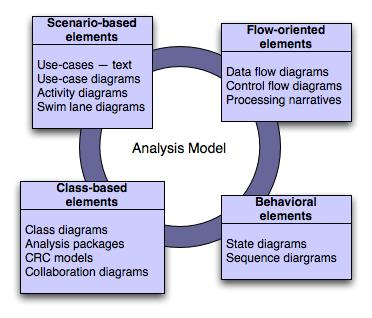 Scenario-based
elements
Use-cases — text
Use-case diagrams
Activity diagrams
Swim lane diagrams
Flow-oriented
elements
Data flow diagrams
Control flow diagrams
Processing narratives
Analysis Model
Class-based
elements
Class diagrams
Analysis packages
CRC models
Collaboration diagrams
Behavioral
elements
State diagrams
Sequence diargrams